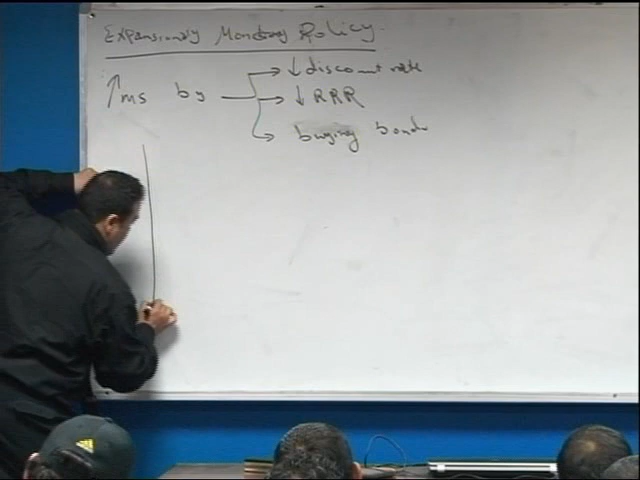 Expansionary Monetary Policy.
↓ discount rate
↑ms by → ↓ RRR
buying bonds